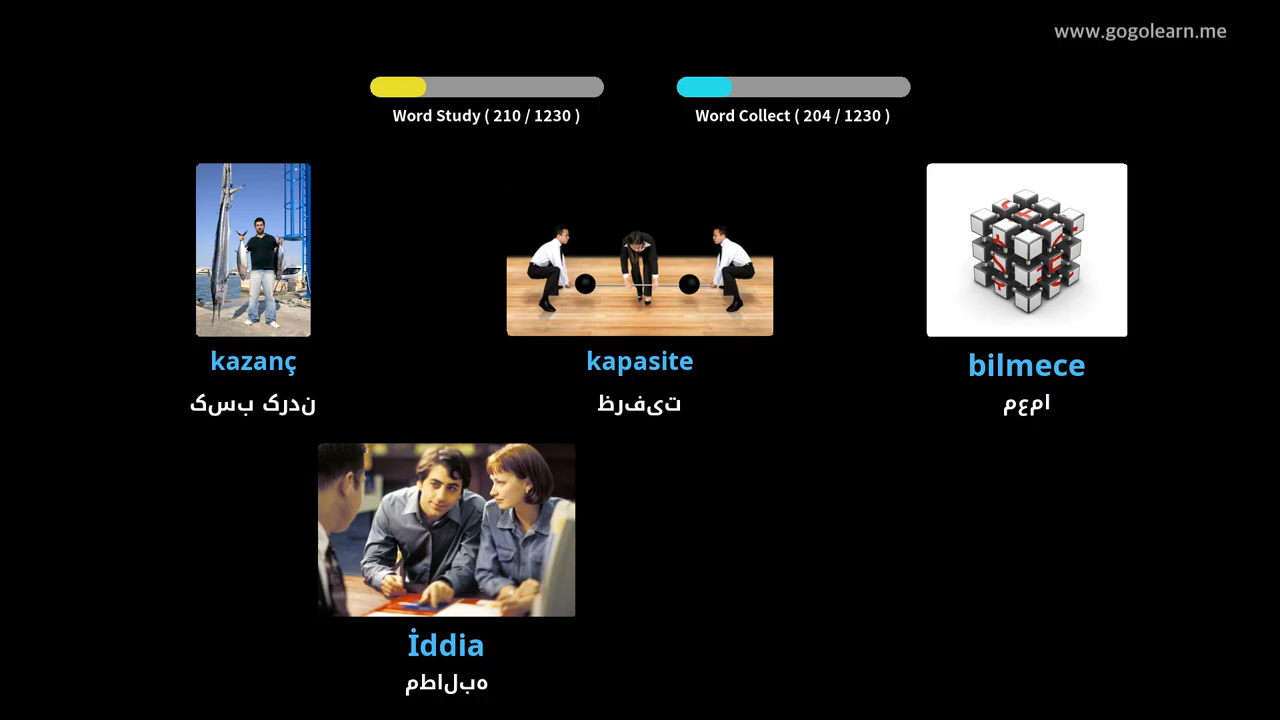 www.gogolearn.me
Word Study ( 210 / 1230 )
Word Collect ( 204 / 1230 )
kazanç
کسب کردن
kapasite
ظرفیت
bilmece
معما
İddia
مطالبه